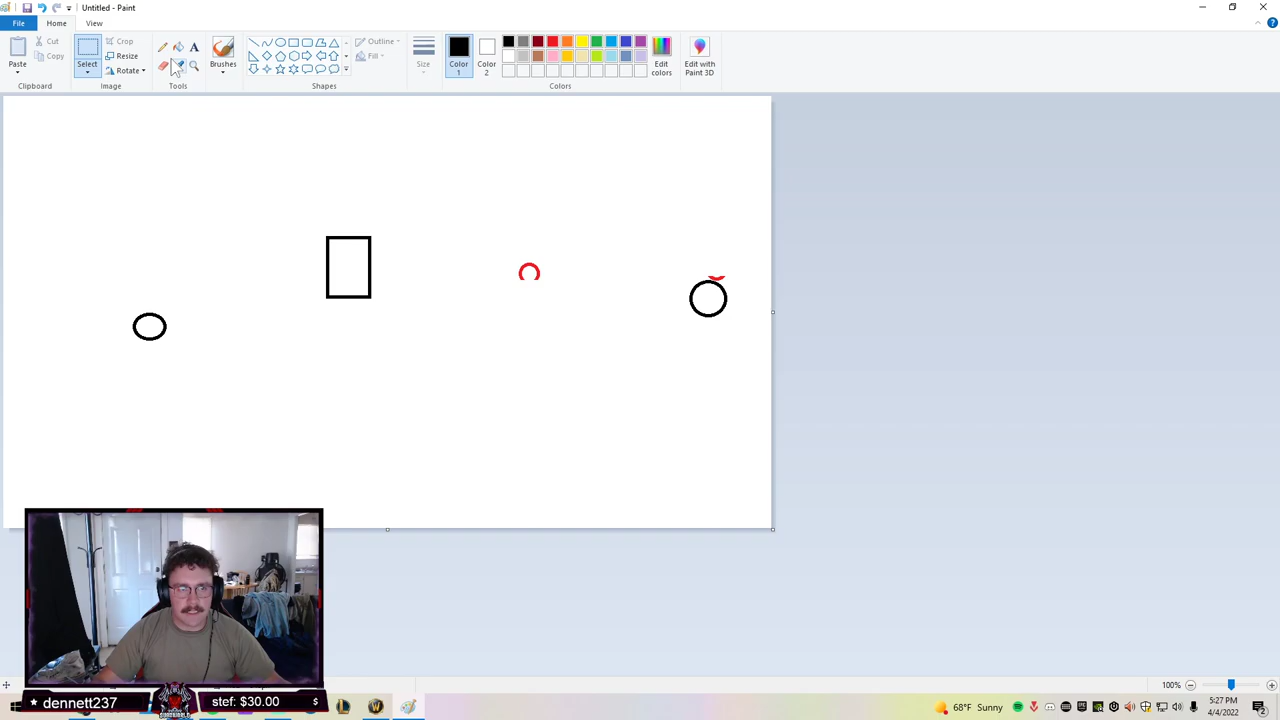 Untitled - Paint
File
Home
View
Paste
Cut
Copy
Clipboard
Select
Crop
Resize
Rotate
Image
A
Tools
Brushes
Outline
Fill
Shapes
Size
Color
1
Color
2
Edit
colors
Colors
Edit with
Paint 3D
dennett237
stef: $30.00
$
100%
68°F Sunny
5:27 PM
4/4/2022
2